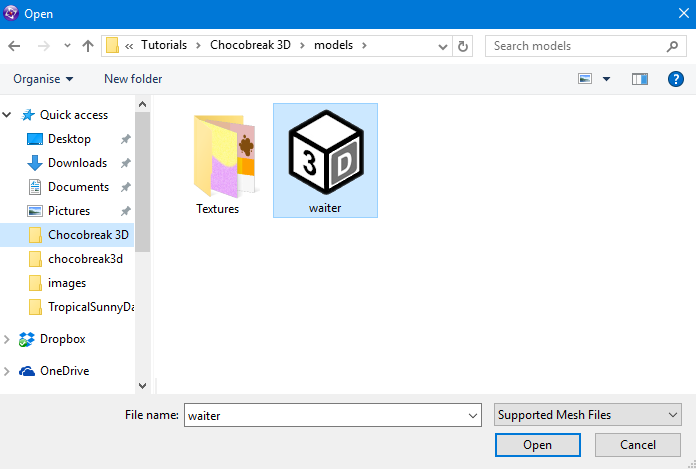 Open
« Tutorials > Chocobreak 3D > models >
Search models
Organise
New folder
Quick access
Desktop
Downloads
Documents
Pictures
Chocobreak 3D
chocobreak3d
images
TropicalSunnyDa
Dropbox
OneDrive
Textures
3 D
waiter
File name:
waiter
Supported Mesh Files
Open
Cancel